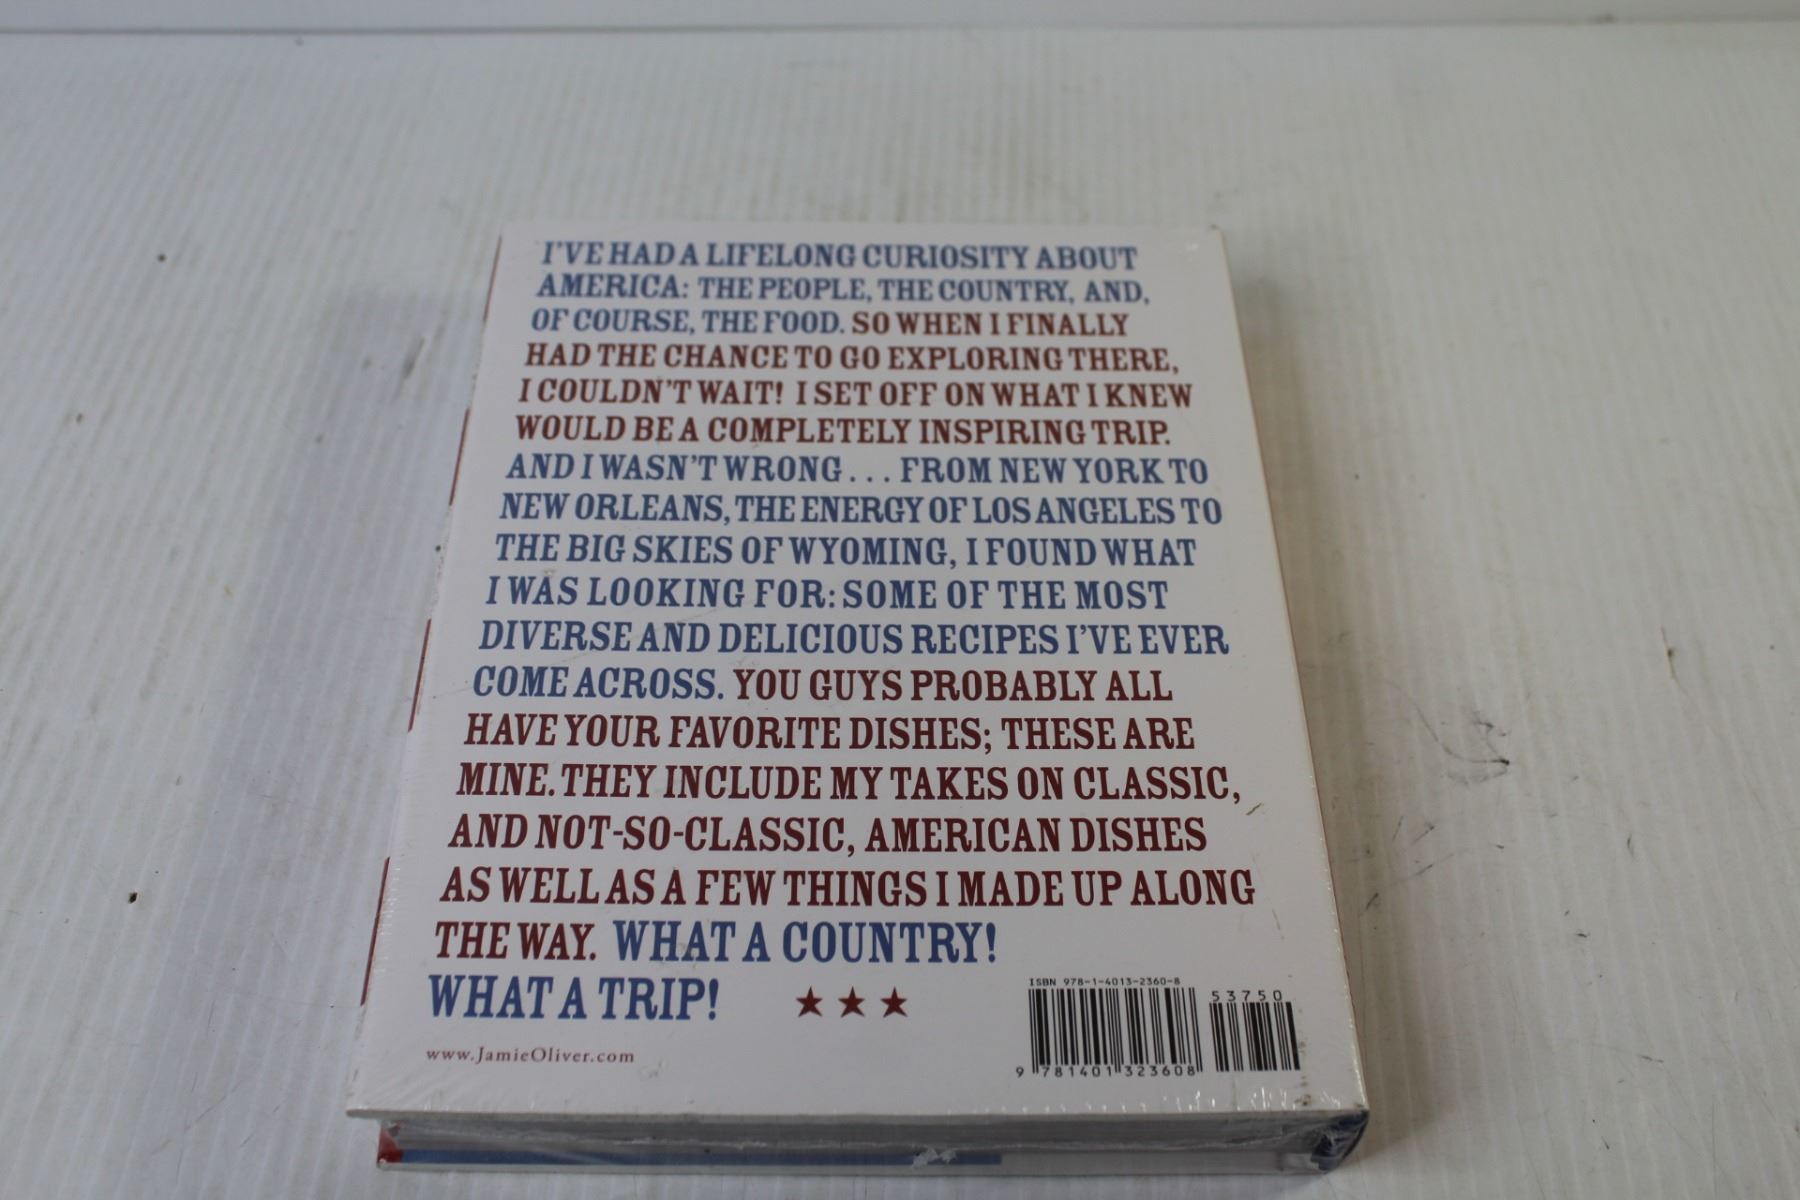 I'VE HAD A LIFELONG CURIOSITY ABOUT
AMERICA: THE PEOPLE, THE COUNTRY, AND,
OF COURSE, THE FOOD. SO WHEN I FINALLY
HAD THE CHANCE TO GO EXPLORING THERE,
I COULDN'T WAIT! I SET OFF ON WHAT I KNEW
WOULD BE A COMPLETELY INSPIRING TRIP.
AND I WASN'T WRONG... FROM NEW YORK TO
NEW ORLEANS, THE ENERGY OF LOS ANGELES TO
THE BIG SKIES OF WYOMING, I FOUND WHAT
I WAS LOOKING FOR: SOME OF THE MOST
DIVERSE AND DELICIOUS RECIPES I'VE EVER
COME ACROSS. YOU GUYS PROBABLY ALL
HAVE YOUR FAVORITE DISHES; THESE ARE
MINE. THEY INCLUDE MY TAKES ON CLASSIC,
AND NOT-SO-CLASSIC, AMERICAN DISHES
AS WELL AS A FEW THINGS I MADE UP ALONG
THE WAY. WHAT A COUNTRY!
WHAT A TRIP! ★ ★ ★
www.JamieOliver.com
ISBN 978-1-4013-2360-8
53750
9 781401 323608